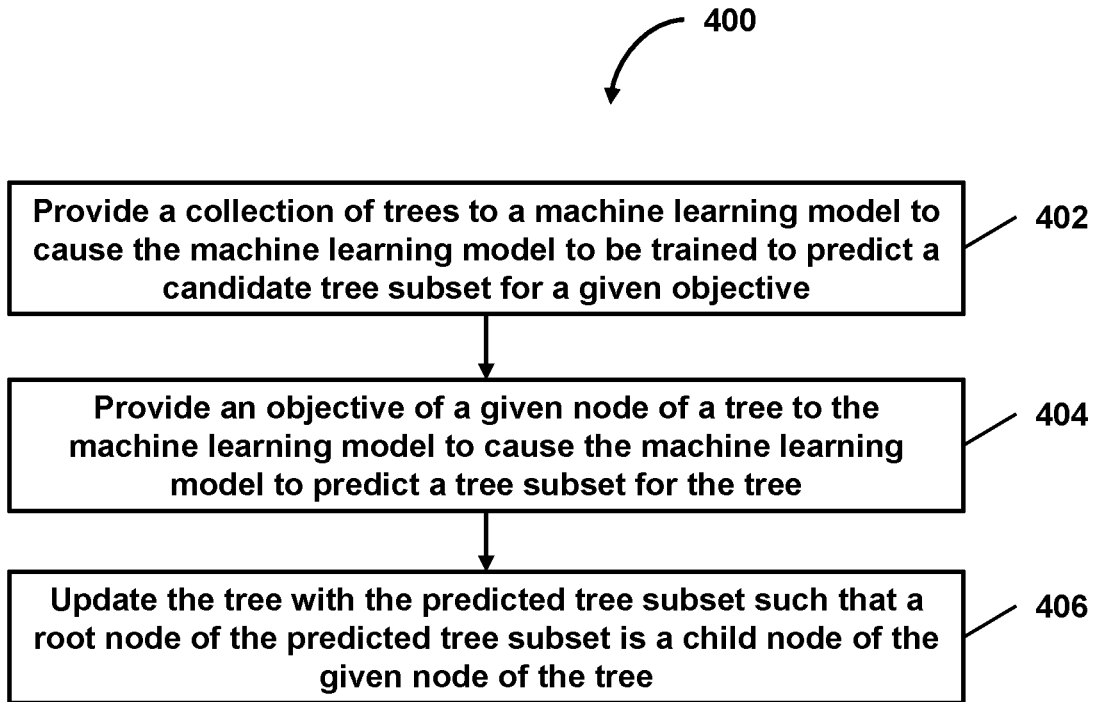 400
Provide a collection of trees to a machine learning model to
cause the machine learning model to be trained to predict a
candidate tree subset for a given objective
402
Provide an objective of a given node of a tree to the
machine learning model to cause the machine learning
model to predict a tree subset for the tree
404
Update the tree with the predicted tree subset such that a
root node of the predicted tree subset is a child node of the
given node of the tree
406